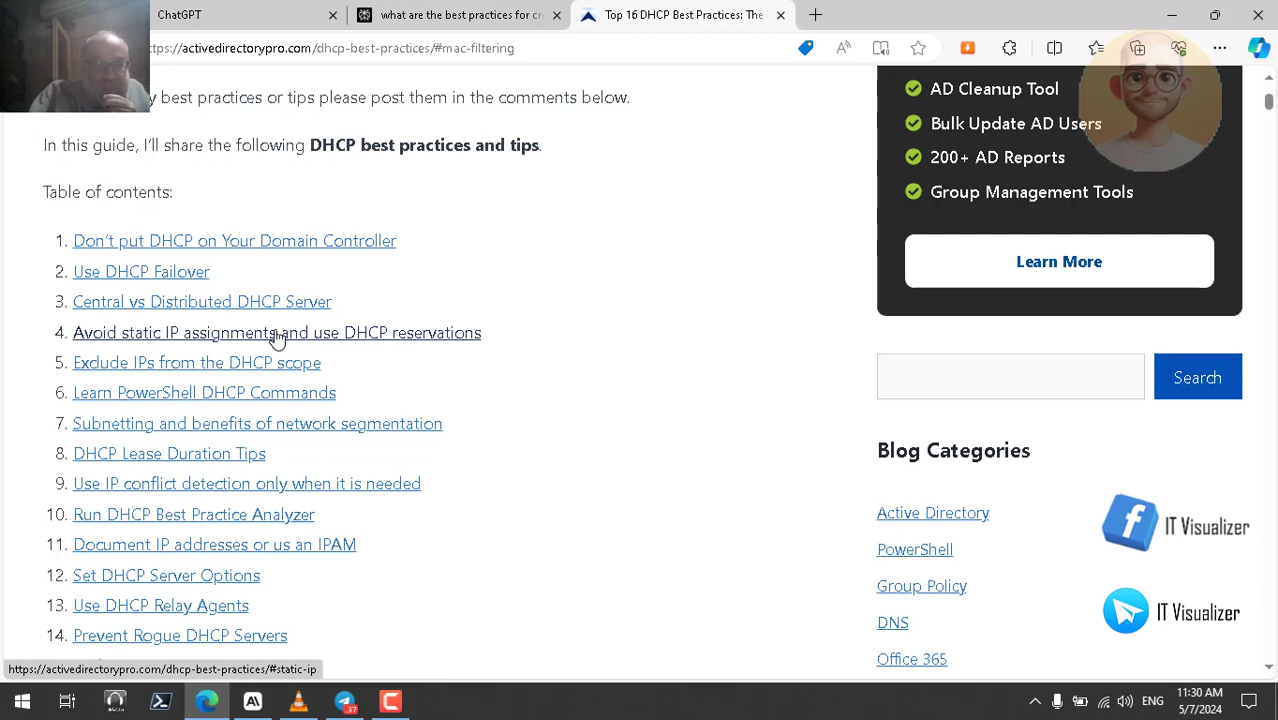 ChatGPT
what are the best practices for cr
Top 16 DHCP Best Practices: The
ttps://activedirectorypro.com/dhcp-best-practices/#mac-filtering
y best practices or tips please post them in the comments below.
In this guide, I'll share the following DHCP best practices and tips.
Table of contents:
1. Don't put DHCP on Your Domain Controller
2. Use DHCP Failover
3. Central vs Distributed DHCP Server
4. Avoid static IP assignments and use DHCP reservations
5. Exclude IPs from the DHCP scope
6. Learn PowerShell DHCP Commands
7. Subnetting and benefits of network segmentation
8. DHCP Lease Duration Tips
9. Use IP conflict detection only when it is needed
10. Run DHCP Best Practice Analyzer
11. Document IP addresses or us an IPAM
12. Set DHCP Server Options
13. Use DHCP Relay Agents
14. Prevent Rogue DHCP Servers
https://activedirectorypro.com/dhcp-best-practices/#static-ip
AD Cleanup Tool
Bulk Update AD Users
200+ AD Reports
Group Management Tools
Learn More
Search
Blog Categories
Active Directory
PowerShell
Group Policy
DNS
Office 365
IT Visualizer
IT Visualizer
37
ENG
11:30 AM
5/7/2024